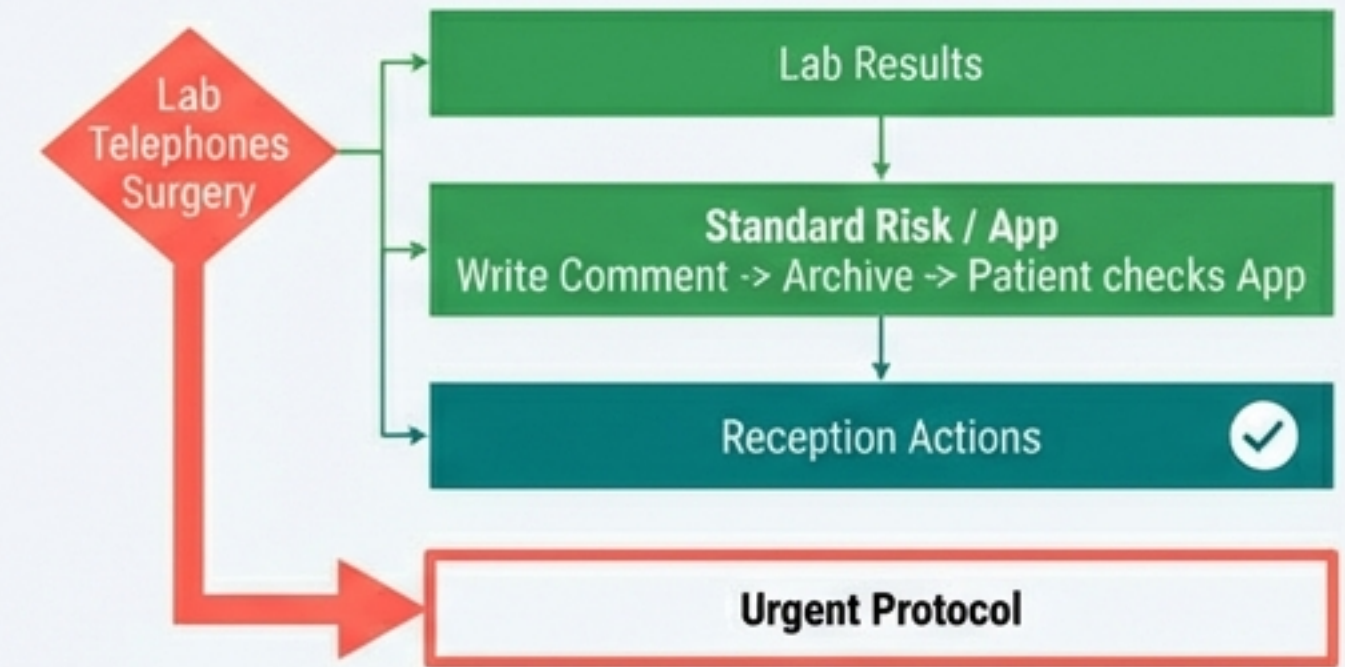 Lab
Telephones
Surgery
Lab Results
Standard Risk / App
Write Comment -> Archive -> Patient checks App
Reception Actions
Urgent Protocol